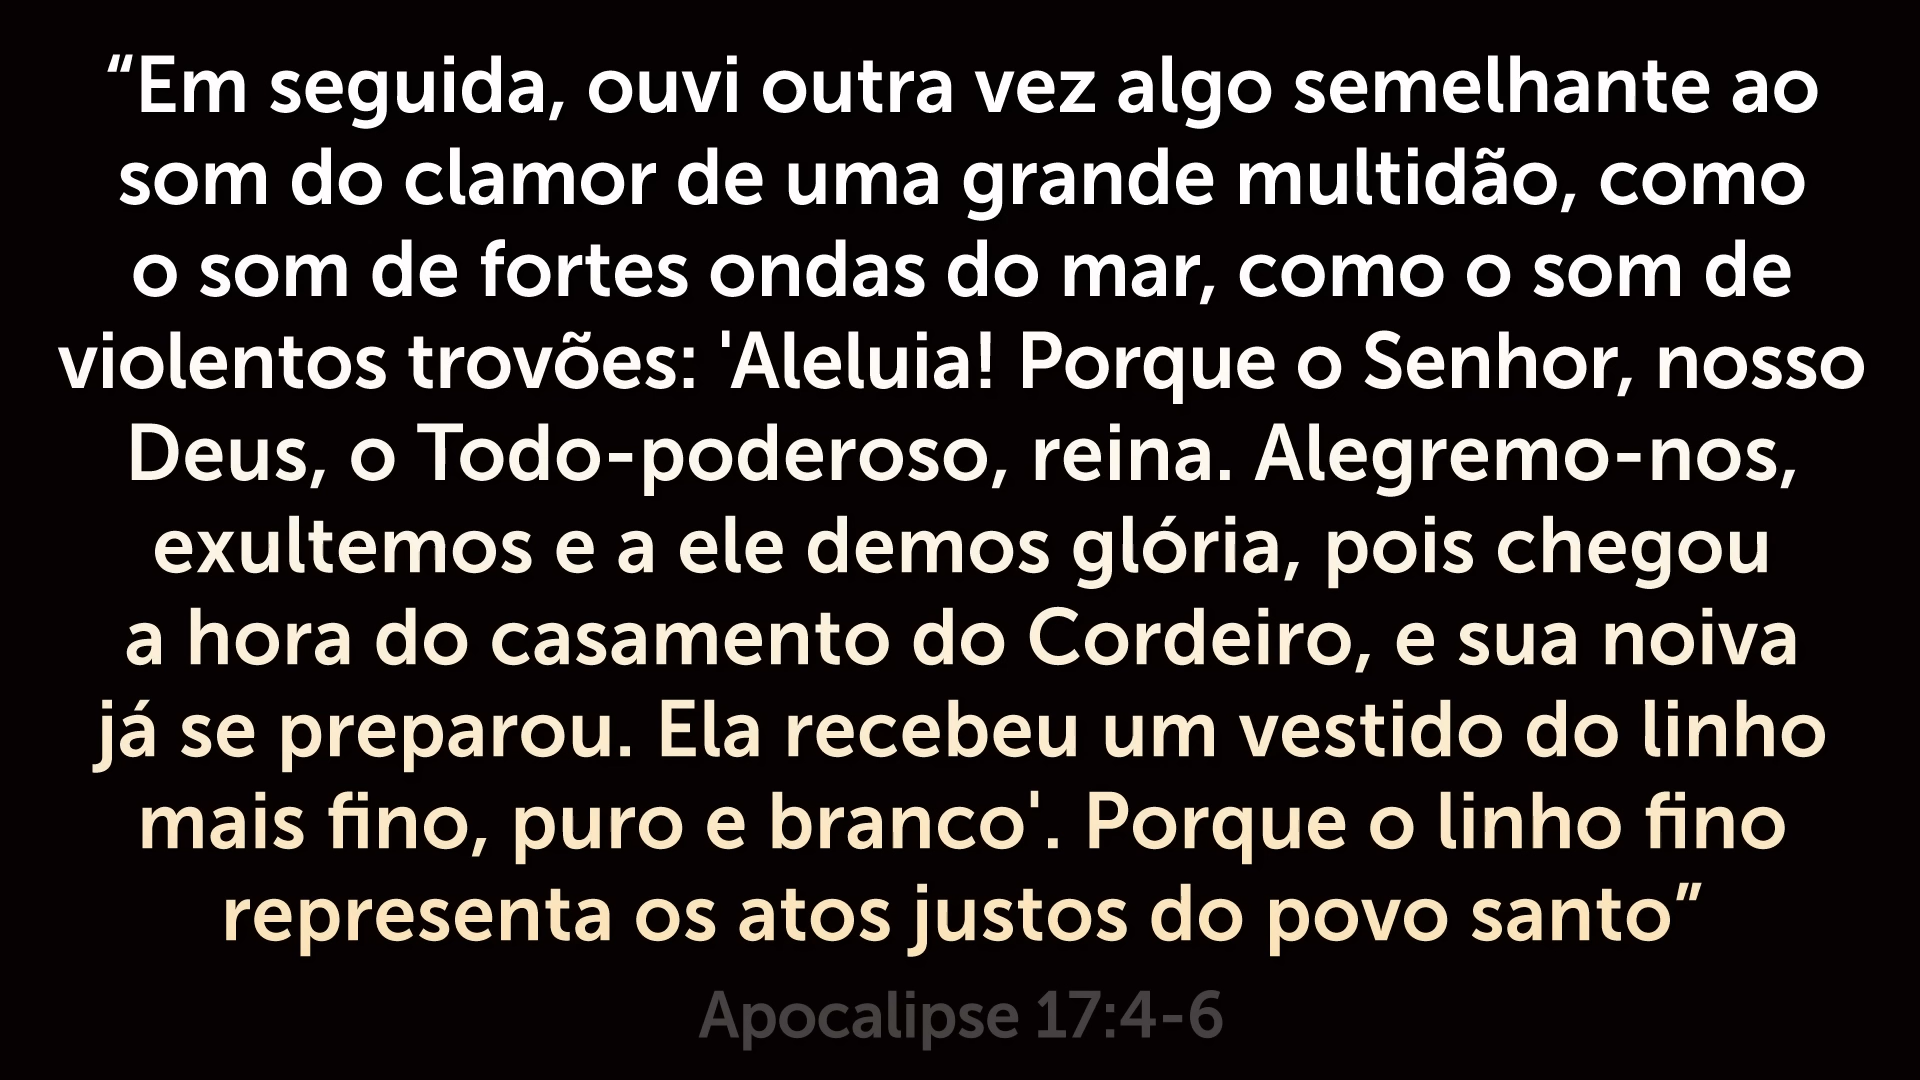 “Em seguida, ouvi outra vez algo semelhante ao
som do clamor de uma grande multidão, como
o som de fortes ondas do mar, como o som de
violentos trovões: 'Aleluia! Porque o Senhor, nosso
Deus, o Todo-poderoso, reina. Alegremo-nos,
exultemos e a ele demos glória, pois chegou
a hora do casamento do Cordeiro, e sua noiva
já se preparou. Ela recebeu um vestido do linho
mais fino, puro e branco'. Porque o linho fino
representa os atos justos do povo santo”
Apocalipse 17:4-6